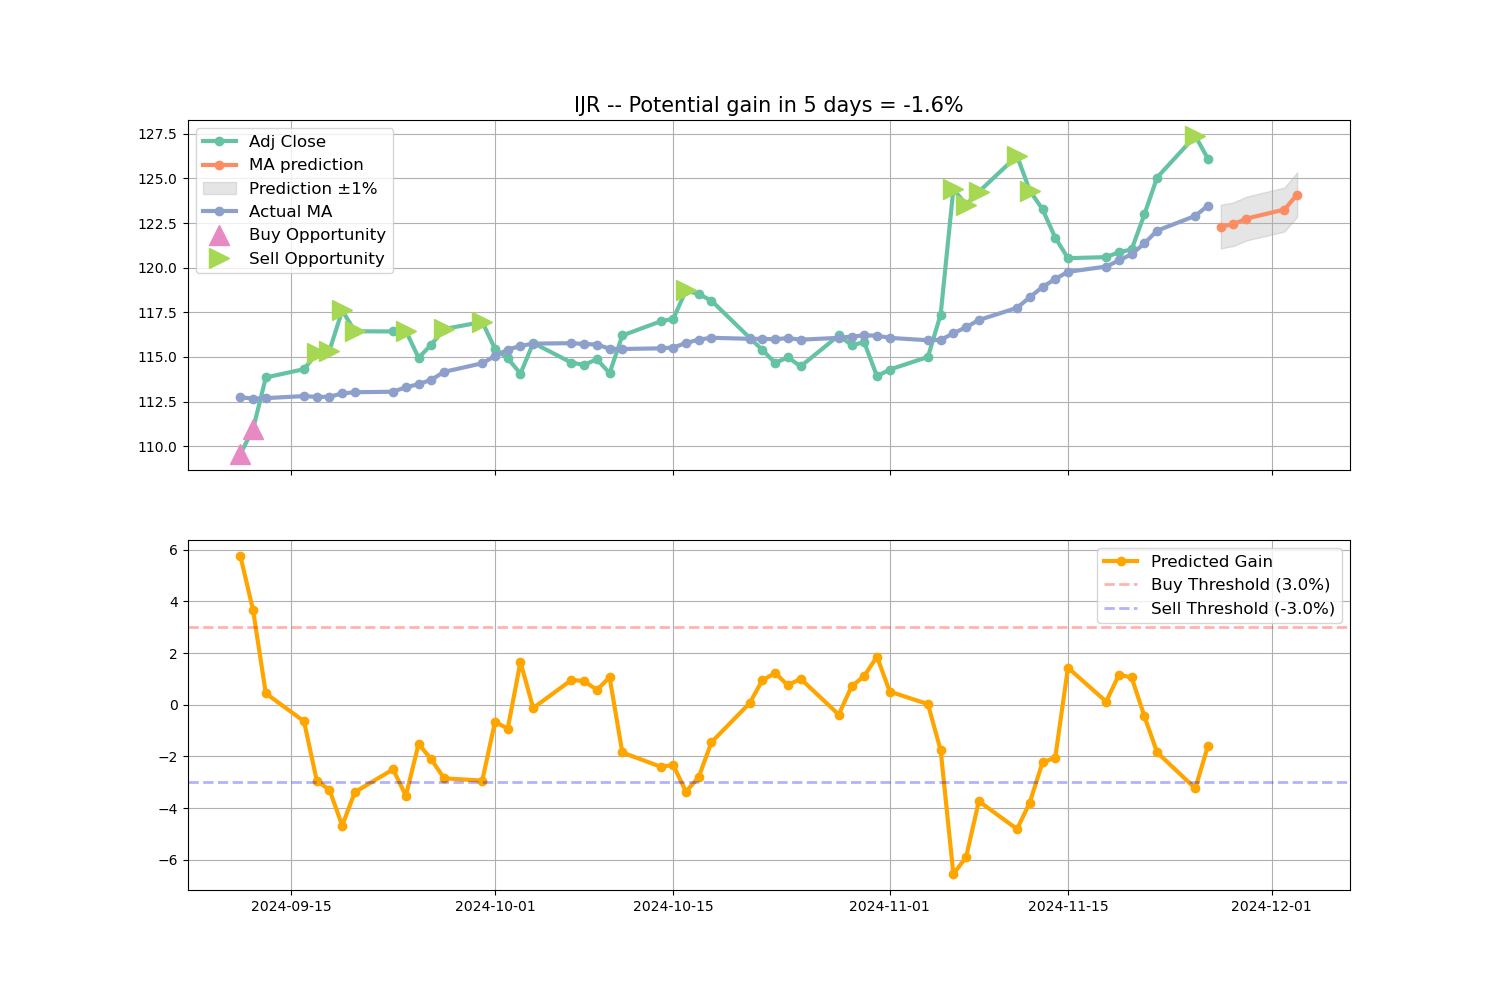 IJR -- Potential gain in 5 days = -1.6%
127.5
125.0
122.5
120.0
117.5
115.0
112.5
110.0
Adj Close
MA prediction
Prediction ±1%
Actual MA
Buy Opportunity
Sell Opportunity
6
4
2
0
−2
−4
−6
Predicted Gain
Buy Threshold (3.0%)
Sell Threshold (-3.0%)
2024-09-15 2024-10-01 2024-10-15 2024-11-01 2024-11-15 2024-12-01